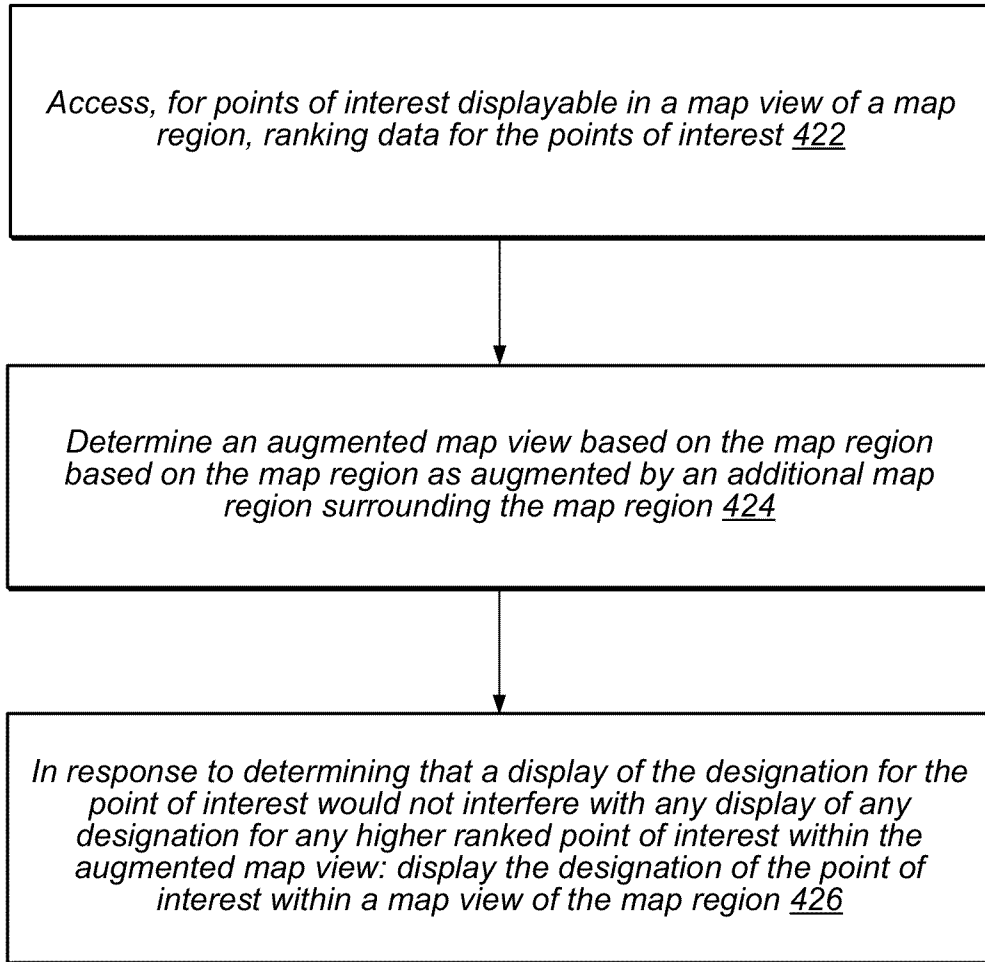 Access, for points of interest displayable in a map view of a map
region, ranking data for the points of interest 422
Determine an augmented map view based on the map region
based on the map region as augmented by an additional map
region surrounding the map region 424
In response to determining that a display of the designation for the
point of interest would not interfere with any display of any
designation for any higher ranked point of interest within the
augmented map view: display the designation of the point of
interest within a map view of the map region 426